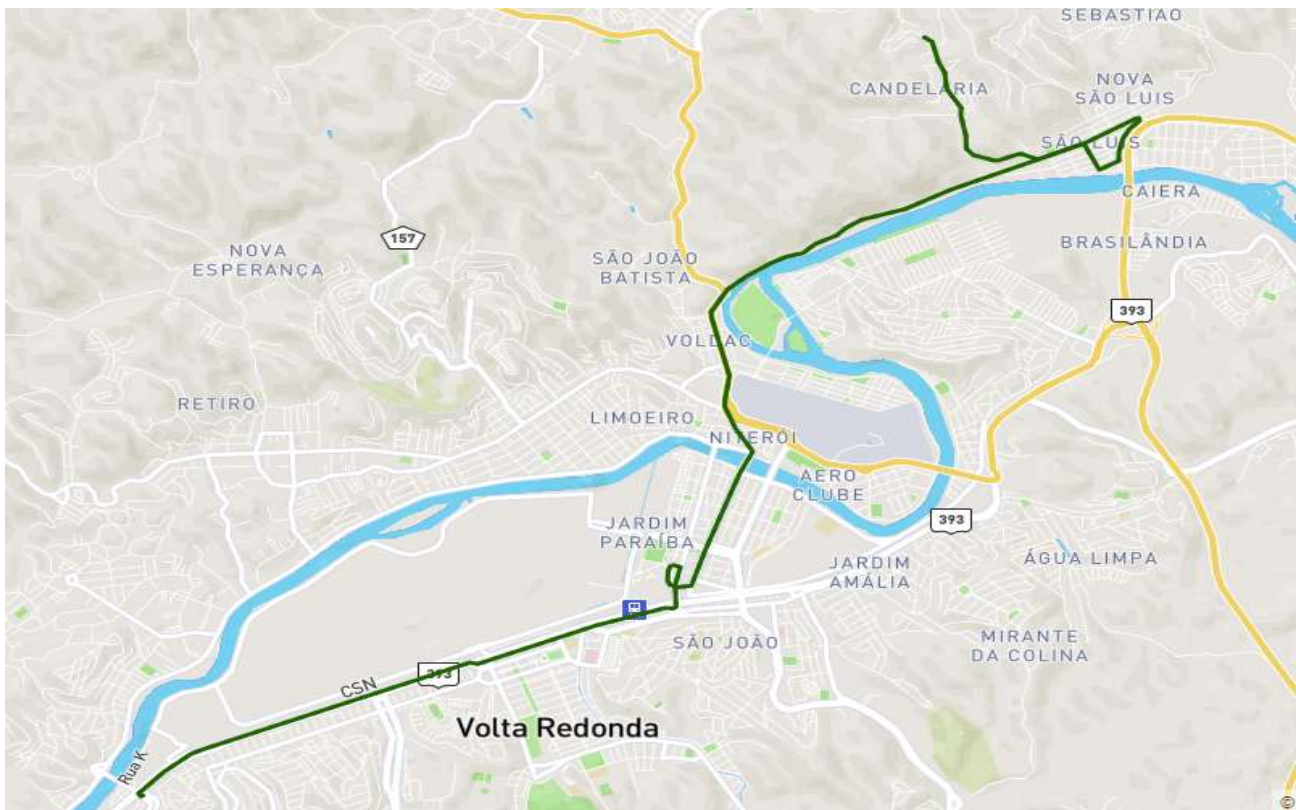 SEBASTIAO
CANDELARIA
NOVA
SÃO LUIS
SÃO LUIS
CAIERA
BRASILÂNDIA
157
NOVA
ESPERANÇA
SÃO JOÃO
BATISTA
393
VOLDAC
RETIRO
LIMOEIRO
NITERÓI
AERO
CLUBE
393
JARDIM
PARAÍBA
JARDIM
AMÁLIA
ÁGUA LIMPA
SÃO JOÃO
MIRANTE
DA COLINA
393
CSN
Volta Redonda
Rua K
©